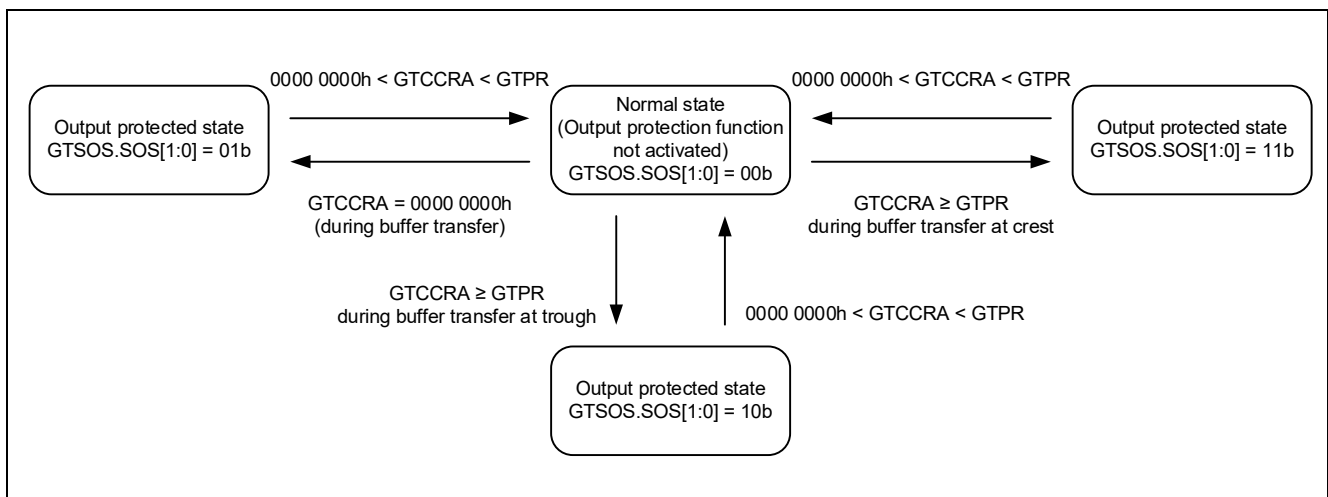 0000 0000h < GTCCRA < GTPR
0000 0000h < GTCCRA < GTPR
Output protected state
GTSOS.SOS[1:0] = 01b
Normal state
(Output protection function
not activated)
GTSOS.SOS[1:0] = 00b
Output protected state
GTSOS.SOS[1:0] = 11b
GTCCRA = 0000 0000h
(during buffer transfer)
GTCCRA ≥ GTPR
during buffer transfer at crest
GTCCRA ≥ GTPR
during buffer transfer at trough
0000 0000h < GTCCRA < GTPR
Output protected state
GTSOS.SOS[1:0] = 10b